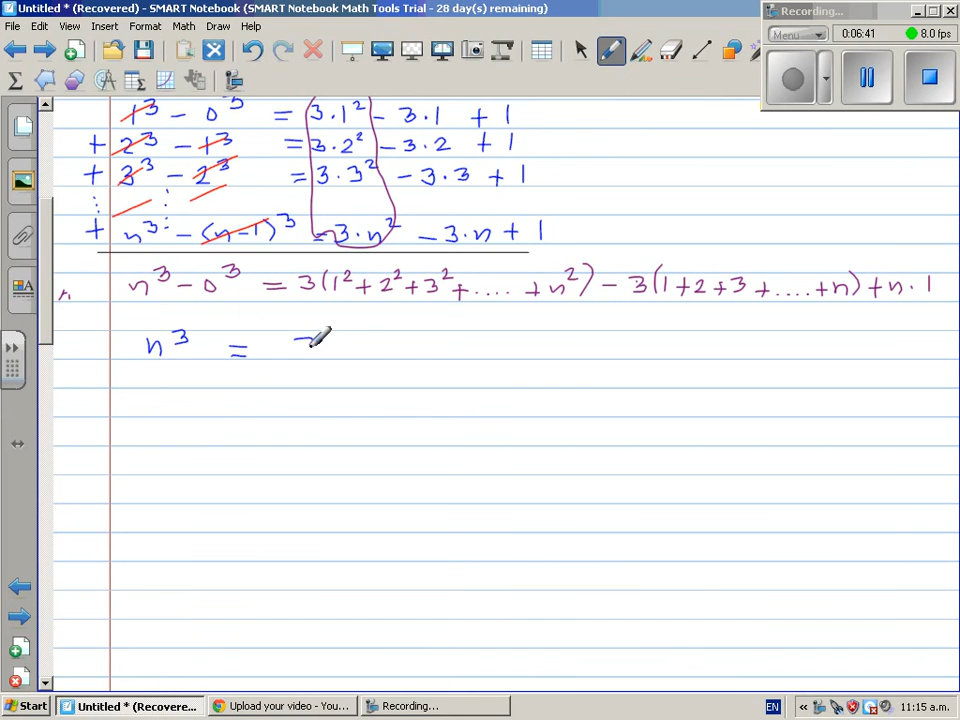 Untitled * (Recovered) - SMART Notebook (SMART Notebook Math Tools Trial - 28 day(s) remaining)
File Edit View Insert Format Math Draw Help
Recording...
Menu 0:06:41 8.0 fps
1³ - 0³ = 3·1² - 3·1 + 1
+ 2³ - 1³ = 3·2² - 3·2 + 1
+ 3³ - 2³ = 3·3² - 3·3 + 1
⋮ ⋮
+ n³ - (n-1)³ = 3·n² - 3·n + 1
n³ - 0³ = 3(1² + 2² + 3² + .... + n²) - 3(1+2+3+....+n) + n·1
n³ =
Start Untitled * (Recovere... Upload your video - You... Recording... EN 11:15 a.m.